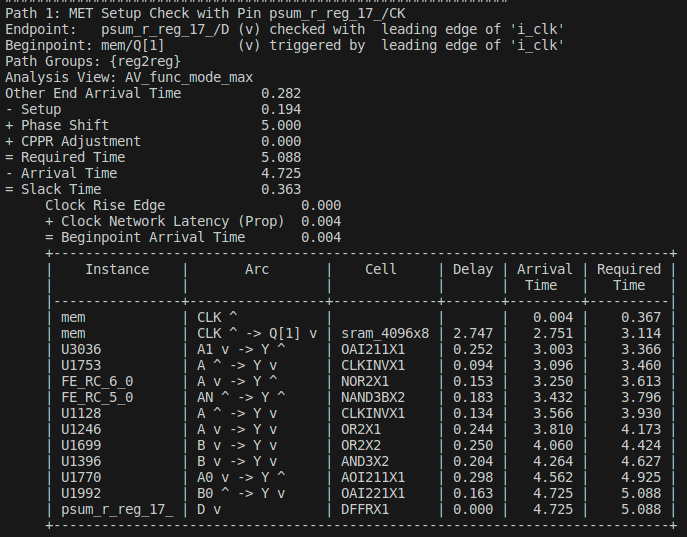 Path 1: MET Setup Check with Pin psum_r_reg_17_/CK
Endpoint:   psum_r_reg_17_/D (v) checked with  leading edge of 'i_clk'
Beginpoint: mem/Q[1]         (v) triggered by  leading edge of 'i_clk'
Path Groups: {reg2reg}
Analysis View: AV_func_mode_max
Other End Arrival Time          0.282
- Setup                         0.194
+ Phase Shift                   5.000
+ CPPR Adjustment               0.000
= Required Time                 5.088
- Arrival Time                  4.725
= Slack Time                    0.363
     Clock Rise Edge                 0.000
     + Clock Network Latency (Prop)  0.004
     = Beginpoint Arrival Time       0.004
     +----------------------------------------------------------------------------+
     |    Instance    |       Arc       |    Cell     | Delay | Arrival | Required |
     |                |                 |             |       |  Time   |   Time   |
     |----------------+-----------------+-------------+-------+---------+----------|
     | mem            | CLK ^           |             |       |   0.004 |    0.367 |
     | mem            | CLK ^ -> Q[1] v | sram_4096x8 | 2.747 |   2.751 |    3.114 |
     | U3036          | A1 v -> Y ^     | OAI211X1    | 0.252 |   3.003 |    3.366 |
     | U1753          | A ^ -> Y v      | CLKINVX1    | 0.094 |   3.096 |    3.460 |
     | FE_RC_6_0      | A v -> Y ^      | NOR2X1      | 0.153 |   3.250 |    3.613 |
     | FE_RC_5_0      | AN ^ -> Y ^     | NAND3BX2    | 0.183 |   3.432 |    3.796 |
     | U1128          | A ^ -> Y v      | CLKINVX1    | 0.134 |   3.566 |    3.930 |
     | U1246          | A v -> Y v      | OR2X1       | 0.244 |   3.810 |    4.173 |
     | U1699          | B v -> Y v      | OR2X2       | 0.250 |   4.060 |    4.424 |
     | U1396          | B v -> Y v      | AND3X2      | 0.204 |   4.264 |    4.627 |
     | U1770          | A0 v -> Y ^     | AOI211X1    | 0.298 |   4.562 |    4.925 |
     | U1992          | B0 ^ -> Y v     | OAI221X1    | 0.163 |   4.725 |    5.088 |
     | psum_r_reg_17_ | D v             | DFFRX1      | 0.000 |   4.725 |    5.088 |
     +----------------------------------------------------------------------------+